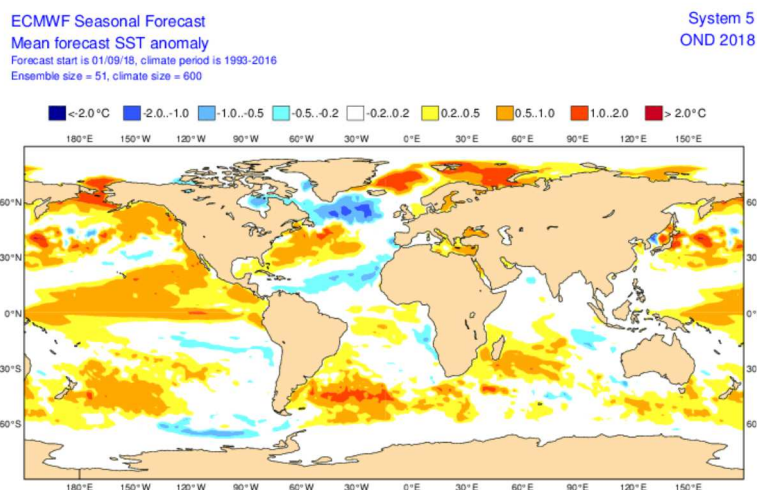 ECMWF Seasonal Forecast
System 5
Mean forecast SST anomaly
OND 2018
Forecast start is 01/09/18, climate period is 1993-2016
Ensemble size = 51, climate size = 600
<-2.0°C -2.0..-1.0 -1.0..-0.5 -0.5..-0.2 -0.2..0.2 0.2..0.5 0.5..1.0 1.0..2.0 > 2.0°C
180°E 150°W 120°W 90°W 60°W 30°W 0°E 30°E 60°E 90°E 120°E 150°E
60°N 60
30°N 30
0°N 0°
30°S 30
60°S 60
180°E 150°W 120°W 90°W 60°W 30°W 0°E 30°E 60°E 90°E 120°E 150°E